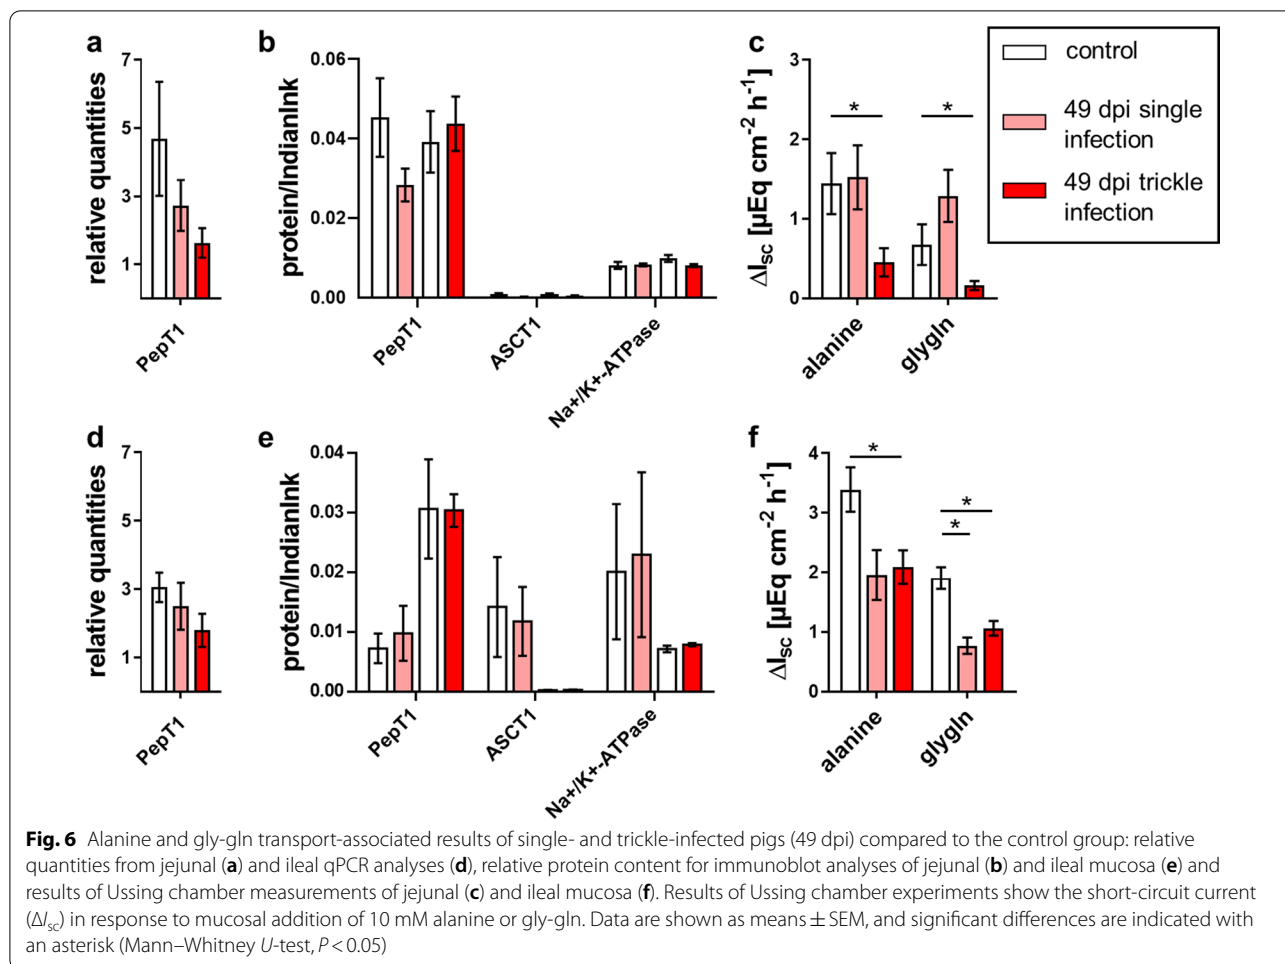 a
relative quantities
7
5
3
1
PepT1
b
protein/IndianInk
0.06
0.04
0.02
0.00
PepT1
ASCT1
Na+/K+-ATPase
c
ΔISC [µEq cm-2 h-1]
3
2
1
0
*
*
alanine
glygln
control
49 dpi single
infection
49 dpi trickle
infection
d
relative quantities
7
5
3
1
PepT1
e
protein/IndianInk
0.04
0.03
0.02
0.01
0.00
PepT1
ASCT1
Na+/K+-ATPase
f
ΔISC [µEq cm-2 h-1]
4
3
2
1
0
*
*
*
alanine
glygln
Fig. 6 Alanine and gly-gln transport-associated results of single- and trickle-infected pigs (49 dpi) compared to the control group: relative
quantities from jejunal (a) and ileal qPCR analyses (d), relative protein content for immunoblot analyses of jejunal (b) and ileal mucosa (e) and
results of Ussing chamber measurements of jejunal (c) and ileal mucosa (f). Results of Ussing chamber experiments show the short-circuit current
(ΔIsc) in response to mucosal addition of 10 mM alanine or gly-gln. Data are shown as means ± SEM, and significant differences are indicated with
an asterisk (Mann–Whitney U-test, P < 0.05)